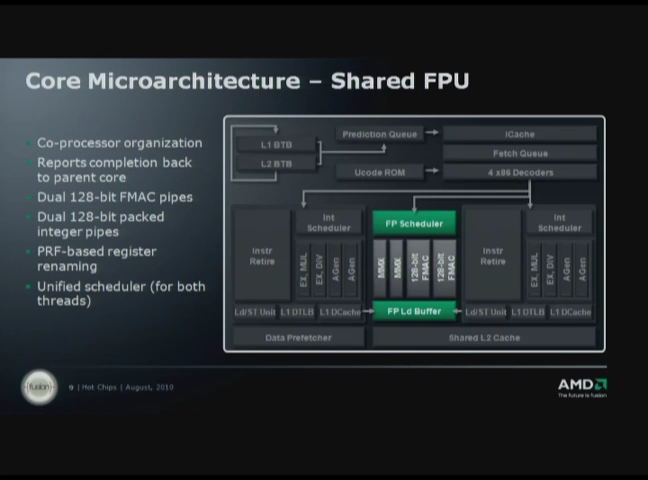 Core Microarchitecture – Shared FPU
Co-processor organization
Reports completion back
to parent core
Dual 128-bit FMAC pipes
Dual 128-bit packed
integer pipes
PRF-based register
renaming
Unified scheduler (for both
threads)
Prediction Queue
ICache
L1 BTB
Fetch Queue
L2 BTB
Ucode ROM
4 x86 Decoders
Int
Scheduler
FP Scheduler
Int
Scheduler
Instr
Retire
EX, MUL
EX, DIV
AGen
AGen
MMX
MMX
128-bit
FMAC
128-bit
FMAC
Instr
Retire
EX, MUL
EX, DIV
AGen
AGen
Ld/ST Unit
L1 DTLB
L1 DCache
FP Ld Buffer
Ld/ST Unit
L1 DTLB
L1 DCache
Data Prefetcher
Shared L2 Cache
fusion
9 | Hot Chips | August, 2010
AMD
The future is fusion